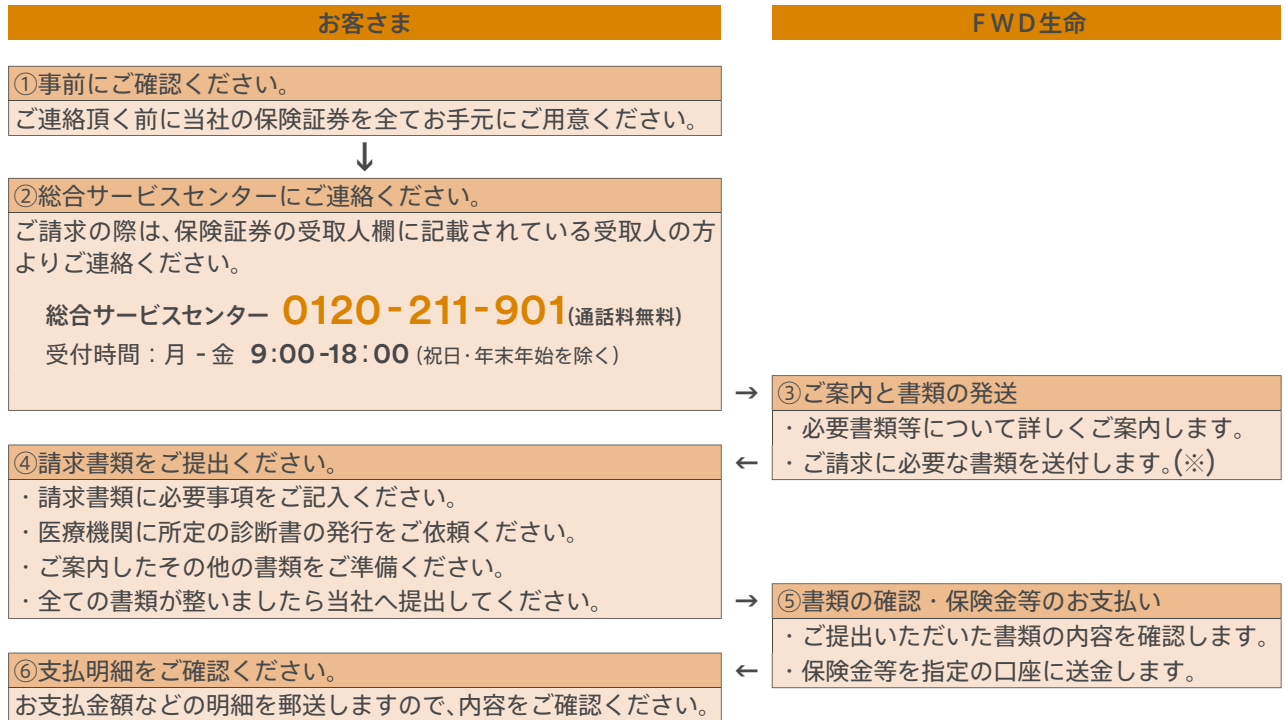 お客さま
FWD生命
①事前にご確認ください。
ご連絡頂く前に当社の保険証券を全てお手元にご用意ください。
↓
②総合サービスセンターにご連絡ください。
ご請求の際は、保険証券の受取人欄に記載されている受取人の方
よりご連絡ください。
総合サービスセンター 0120-211-901(通話料無料)
受付時間：月 - 金 9:00-18:00 (祝日・年末年始を除く)
→ ③ご案内と書類の発送
・必要書類等について詳しくご案内します。
← ・ご請求に必要な書類を送付します。(※)
④請求書類をご提出ください。
・請求書類に必要事項をご記入ください。
・医療機関に所定の診断書の発行をご依頼ください。
・ご案内したその他の書類をご準備ください。
・全ての書類が整いましたら当社へ提出してください。
→ ⑤書類の確認・保険金等のお支払い
・ご提出いただいた書類の内容を確認します。
← ・保険金等を指定の口座に送金します。
⑥支払明細をご確認ください。
お支払金額などの明細を郵送しますので、内容をご確認ください。